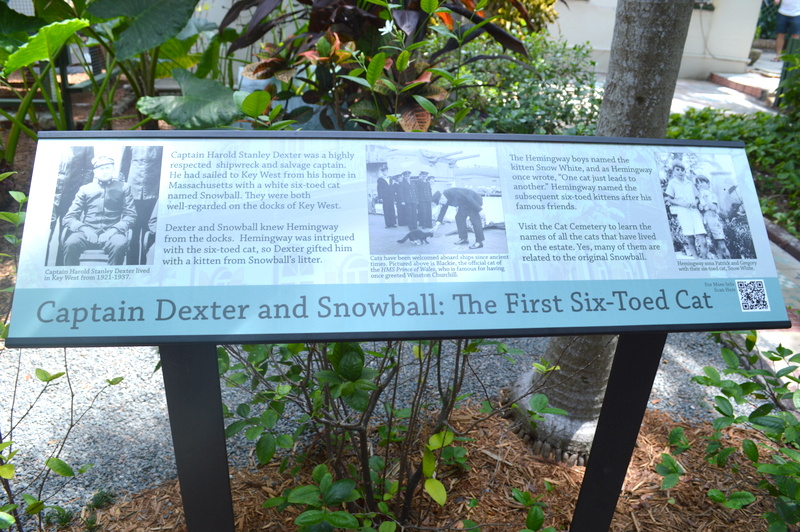 Captain Harold Stanley Dexter was a highly
respected shipwreck and salvage captain.
He had sailed to Key West from his home in
Massachusetts with a white six-toed cat
named Snowball. They were both
well-regarded on the docks of Key West.
Dexter and Snowball knew Hemingway
from the docks. Hemingway was intrigued
with the six-toed cat, so Dexter gifted him
with a kitten from Snowball's litter.
Captain Harold Stanley Dexter lived
in Key West from 1921-1937.
Cats have been welcomed aboard ships since ancient
times. Pictured above is Blackie, the official cat of
the HMS Prince of Wales, who is famous for having
once greeted Winston Churchill.
The Hemingway boys named the
kitten Snow White, and as Hemingway
once wrote, "One cat just leads to
another." Hemingway named the
subsequent six-toed kittens after his
famous friends.
Visit the Cat Cemetery to learn the
names of all the cats that have lived
on the estate. Yes, many of them are
related to the original Snowball.
Hemingway sons Patrick and Gregory
with their six toed cat, Snow White.
Captain Dexter and Snowball: The First Six-Toed Cat
For More Info
Scan Here